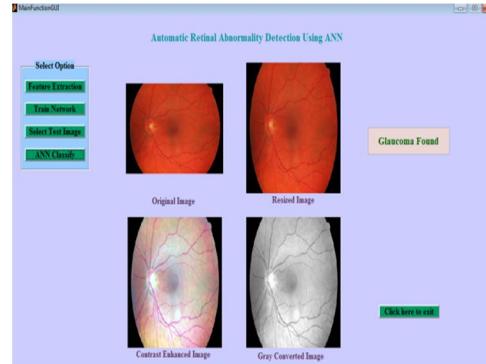 MainFunctionGUI
Automatic Retinal Abnormality Detection Using ANN
Select Option
Feature Extraction
Train Network
Select Test Image
ANN Classify
Original Image
Resized Image
Glaucoma Found
Contrast Enhanced Image
Gray Converted Image
Click here to exit